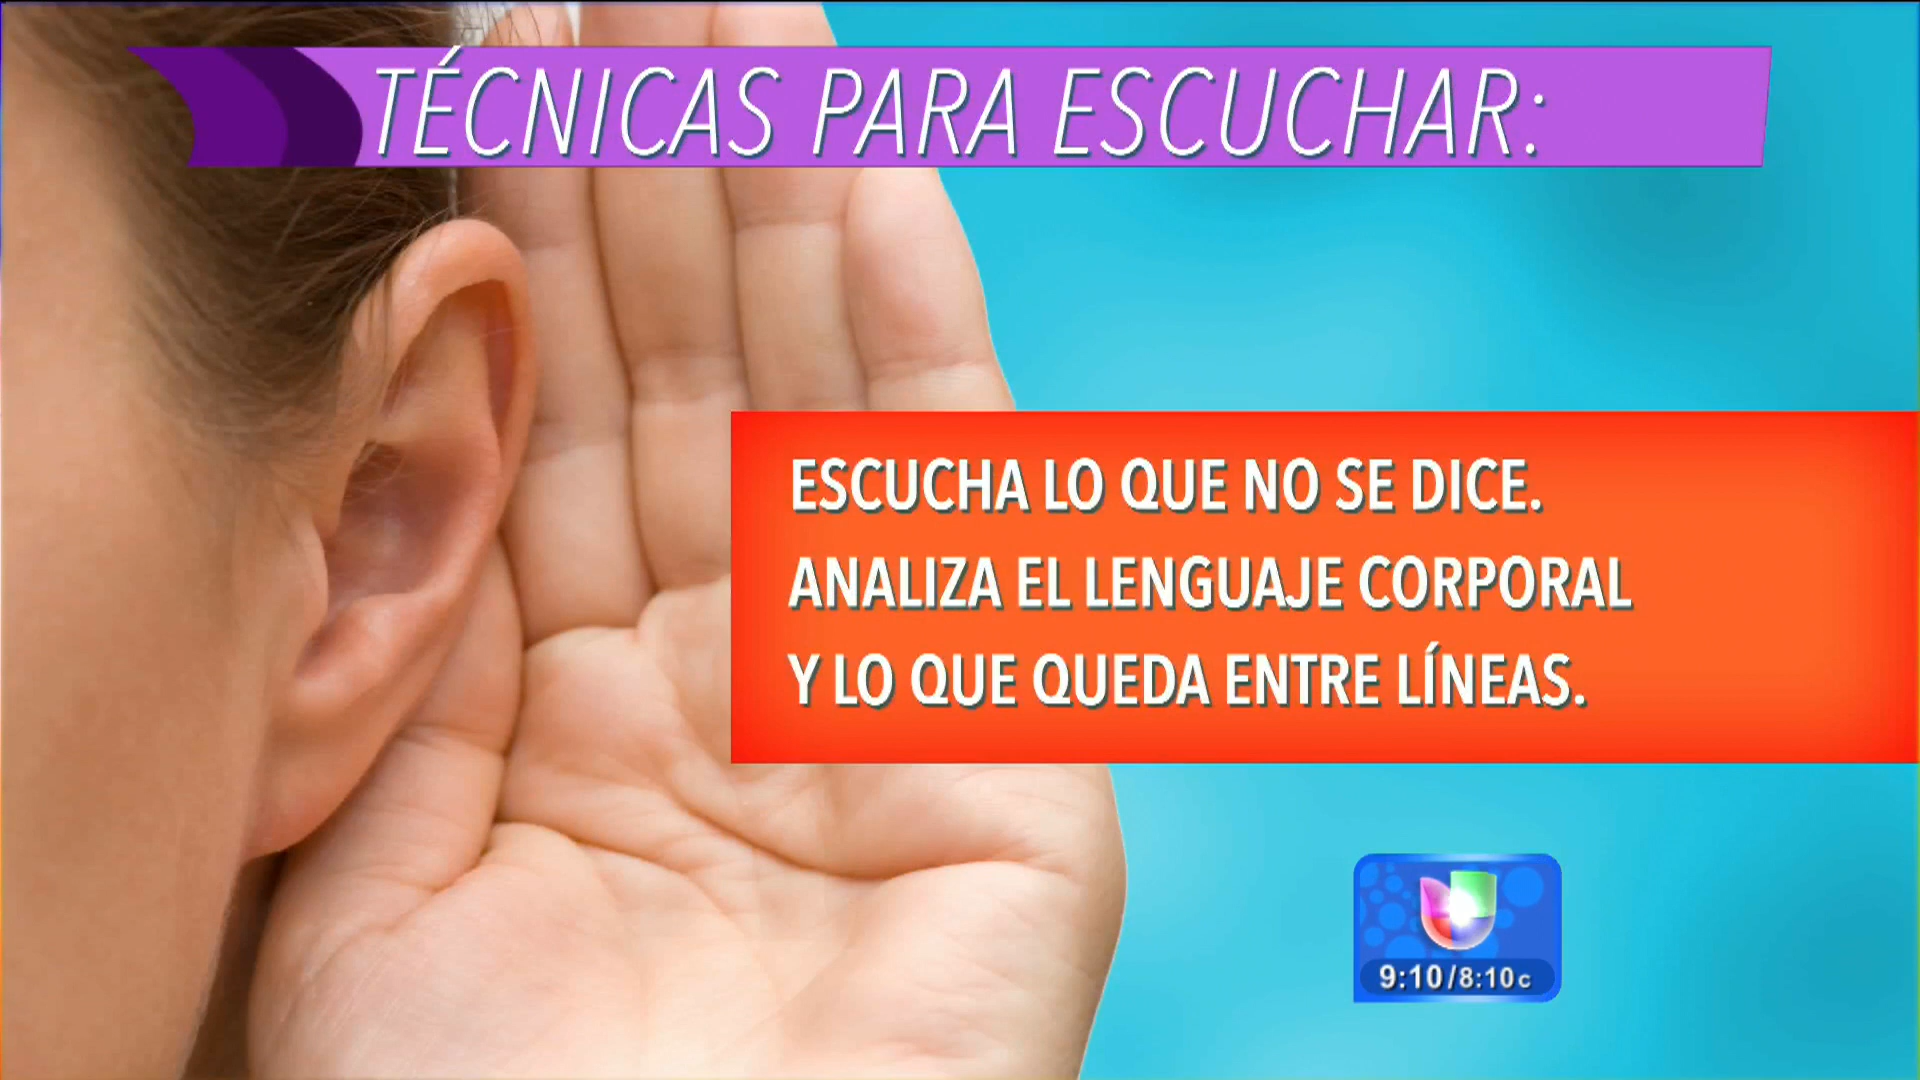 TÉCNICAS PARA ESCUCHAR:
ESCUCHA LO QUE NO SE DICE.
ANALIZA EL LENGUAJE CORPORAL
Y LO QUE QUEDA ENTRE LÍNEAS.
9:10/8:10c